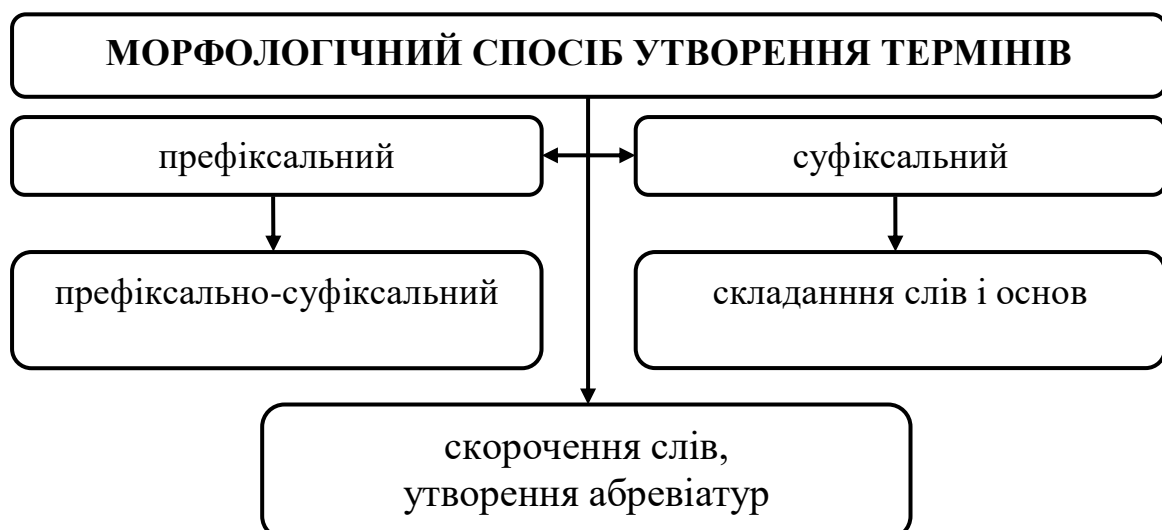 МОРФОЛОГІЧНИЙ СПОСІБ УТВОРЕННЯ ТЕРМІНІВ
префіксальний
суфіксальний
префіксально-суфіксальний
складанння слів і основ
скорочення слів,
утворення абревіатур